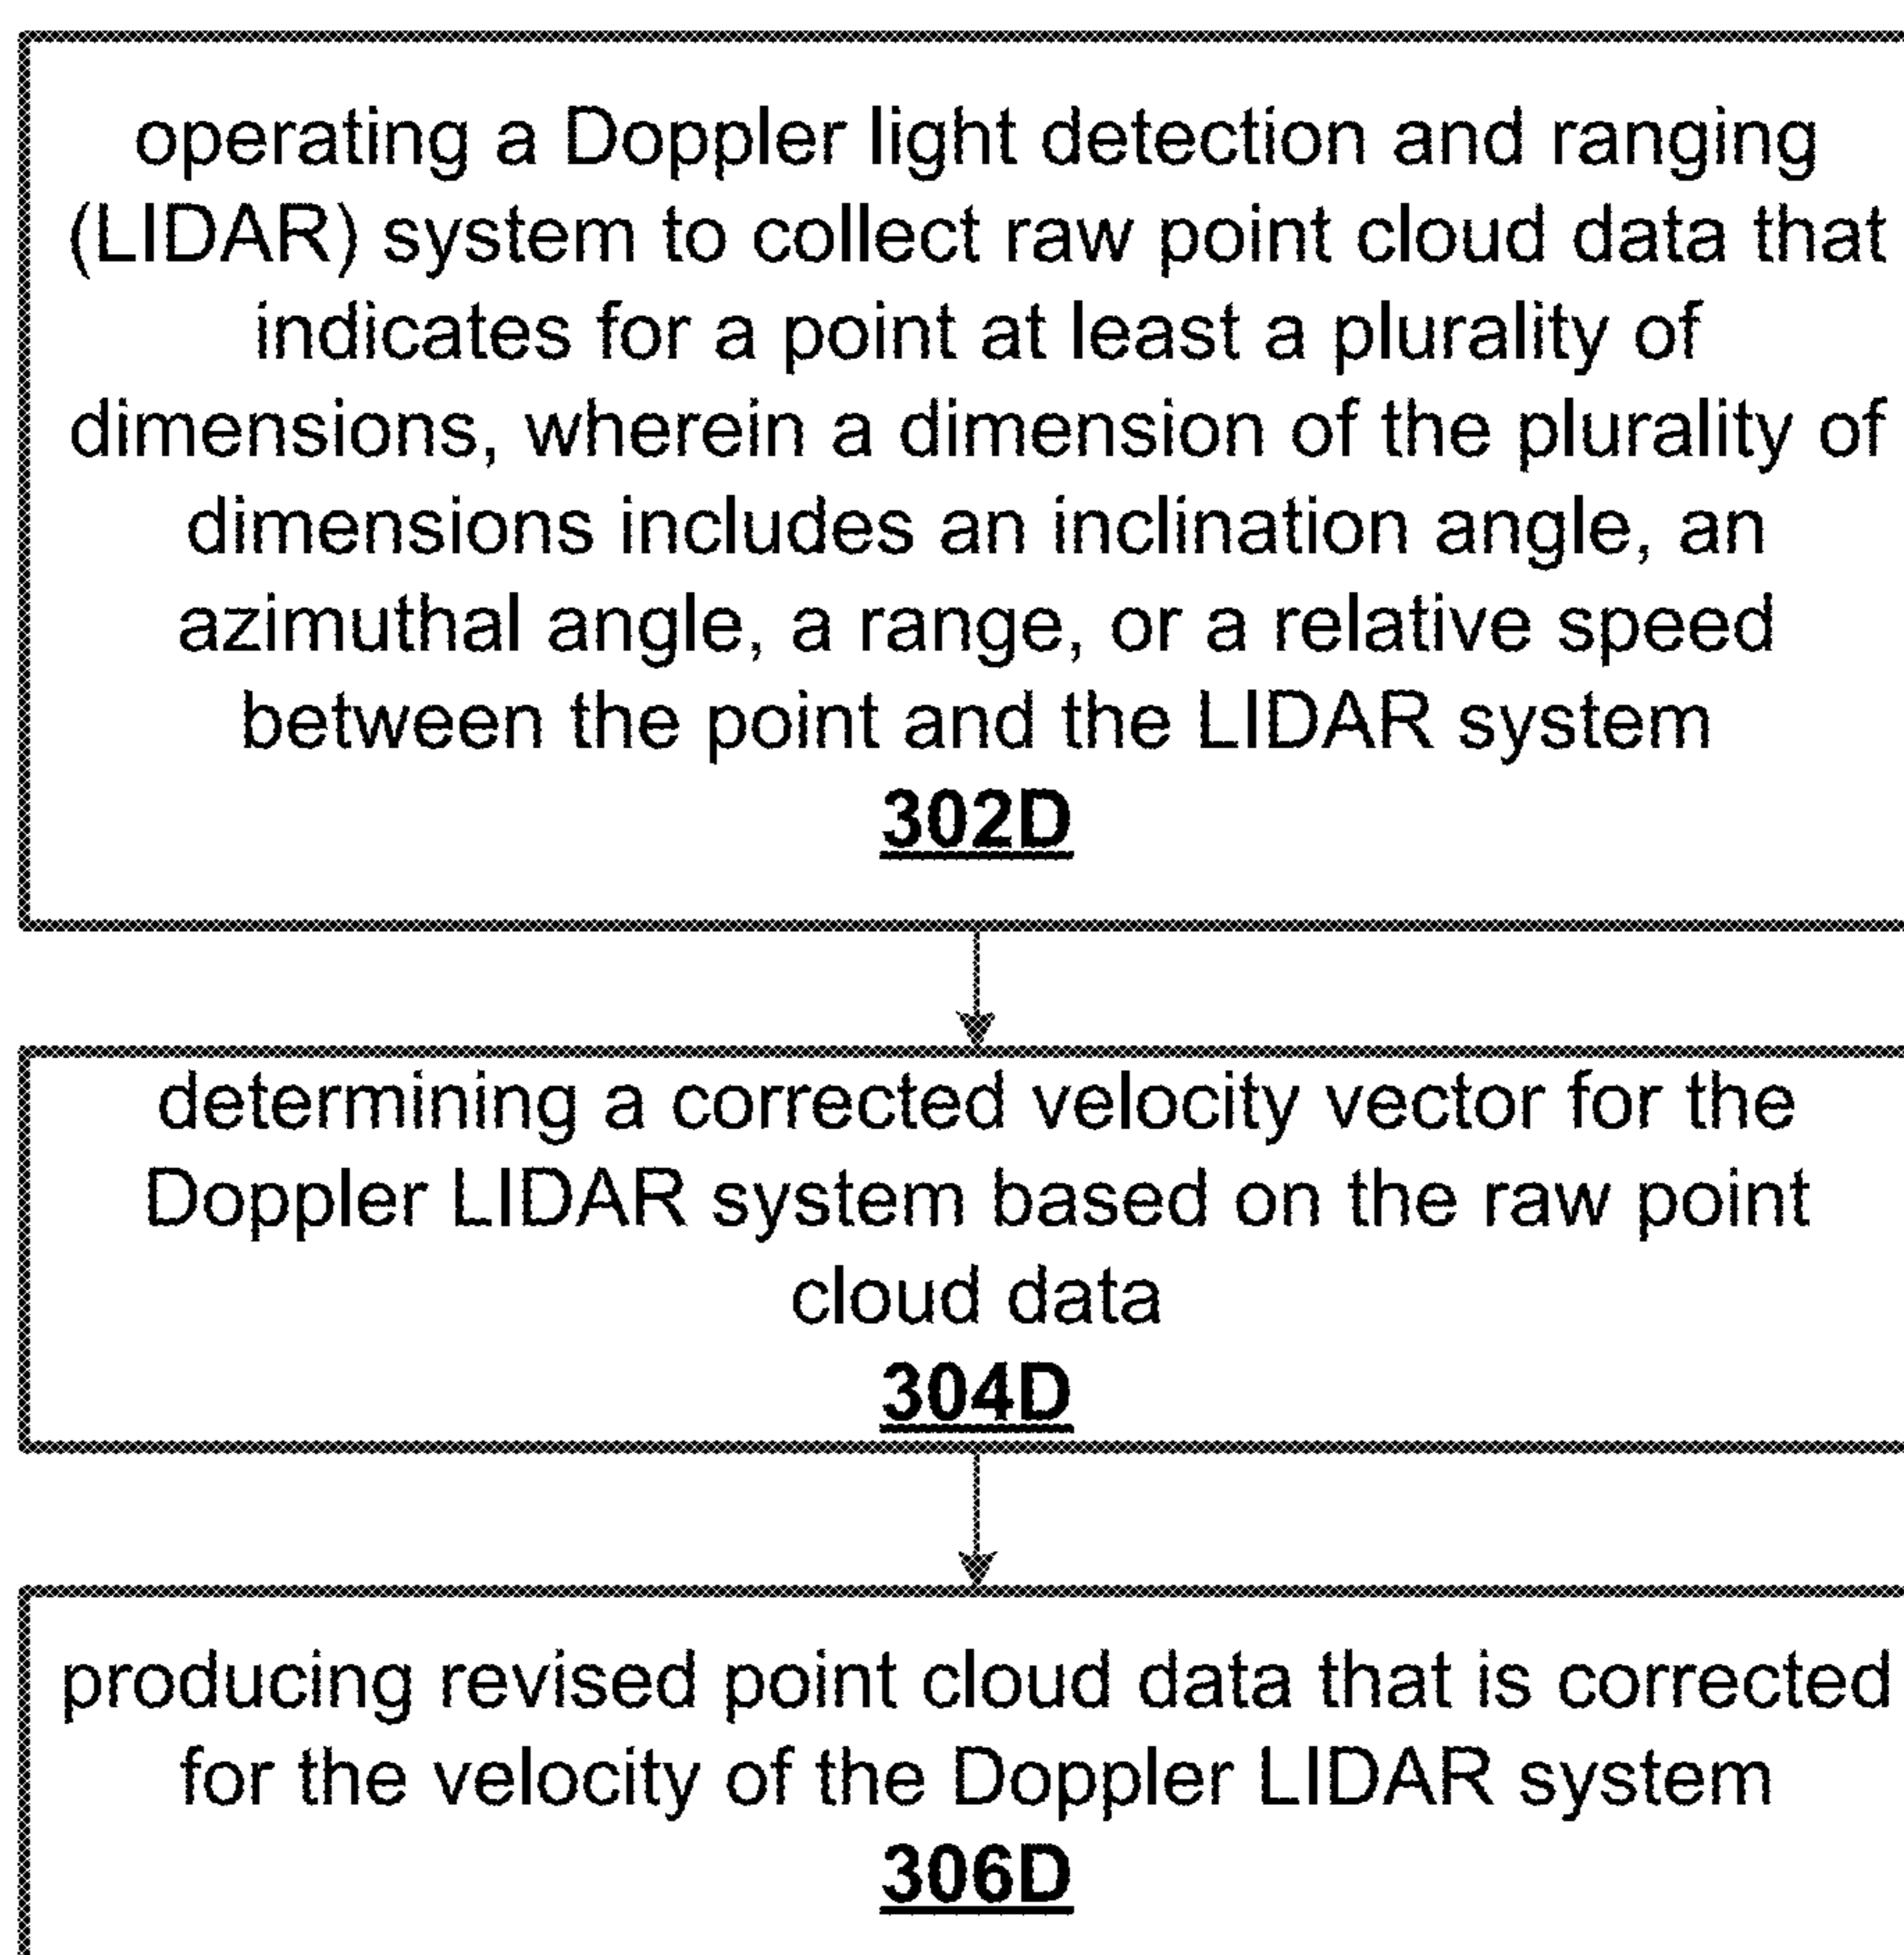 operating a Doppler light detection and ranging
(LIDAR) system to collect raw point cloud data that
indicates for a point at least a plurality of
dimensions, wherein a dimension of the plurality of
dimensions includes an inclination angle, an
azimuthal angle, a range, or a relative speed
between the point and the LIDAR system
302D
determining a corrected velocity vector for the
Doppler LIDAR system based on the raw point
cloud data
304D
producing revised point cloud data that is corrected
for the velocity of the Doppler LIDAR system
306D